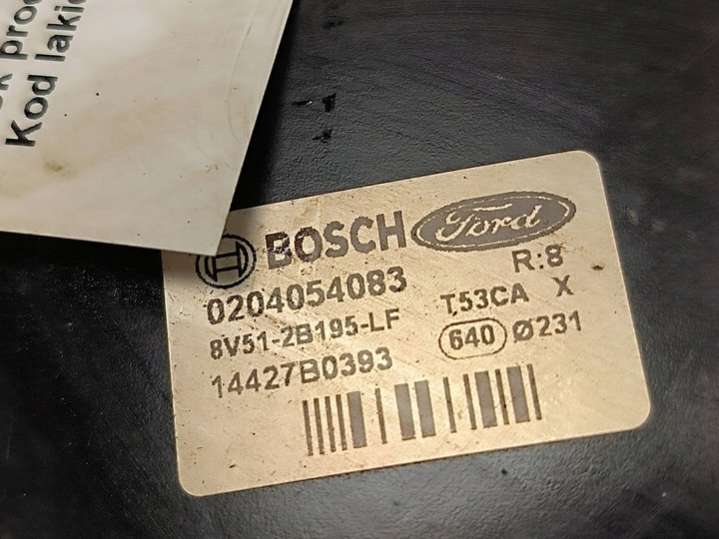 Kod lakie
BOSCH Ford
0204054083 R:8
8V51-2B195-LF T53CA X
14427B0393 640 Ø231